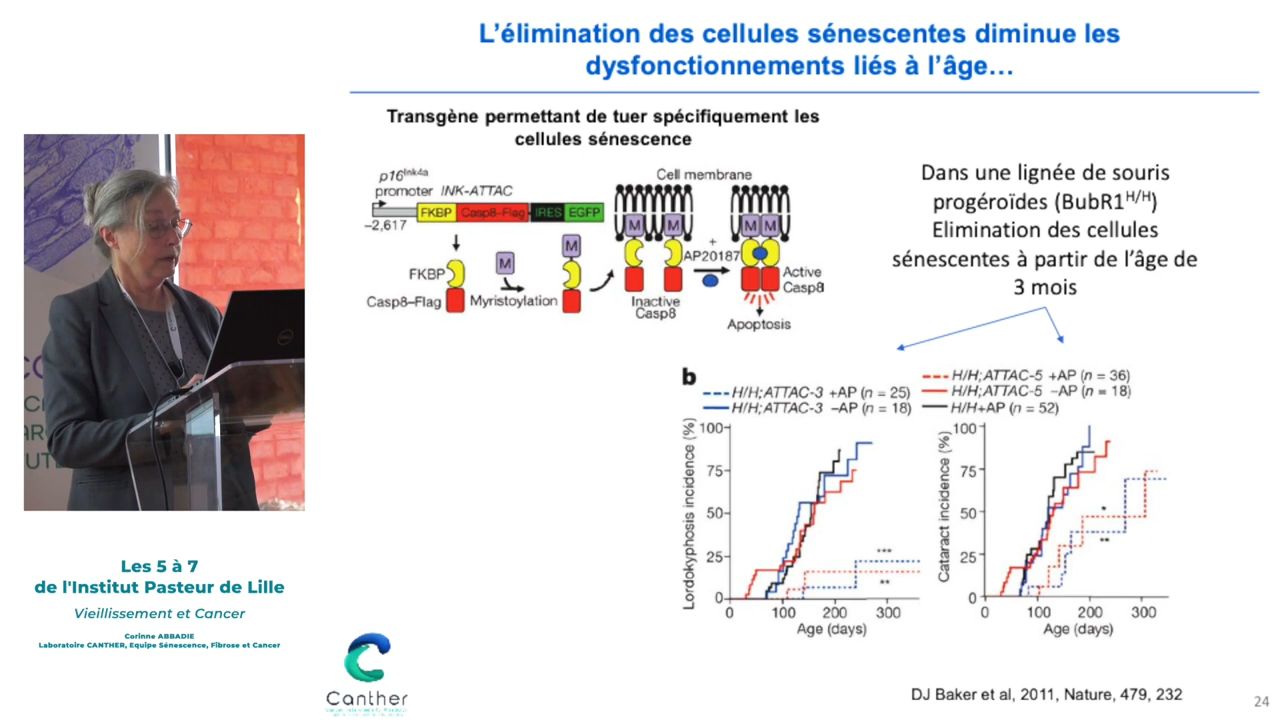 L'élimination des cellules sénescentes diminue les
dysfonctionnements liés à l'âge…
Transgène permettant de tuer spécifiquement les
cellules sénescence
p16Ink4a
promoter INK-ATTAC
FKBP Casp8-Flag IRES EGFP
–2,617
Cell membrane
M M M M
+
AP20187
FKBP
M
M
Casp8–Flag
Myristoylation
Inactive
Casp8
Active
Casp8
Apoptosis
Dans une lignée de souris
progéroïdes (BubR1H/H)
Elimination des cellules
sénescentes à partir de l'âge de
3 mois
b
H/H;ATTAC-3 +AP (n = 25)
H/H;ATTAC-3 –AP (n = 18)
H/H;ATTAC-5 +AP (n = 36)
H/H;ATTAC-5 –AP (n = 18)
H/H+AP (n = 52)
Lordokyphosis incidence (%)
100
75
50
25
0
0 100 200 300
Age (days)
***
**
Cataract incidence (%)
100
75
50
25
0
0 100 200 300
Age (days)
*
**
DJ Baker et al, 2011, Nature, 479, 232
24
Les 5 à 7
de l'Institut Pasteur de Lille
Vieillissement et Cancer
Corinne ABBADIE
Laboratoire CANTHER, Equipe Sénescence, Fibrose et Cancer
Canther
DELL